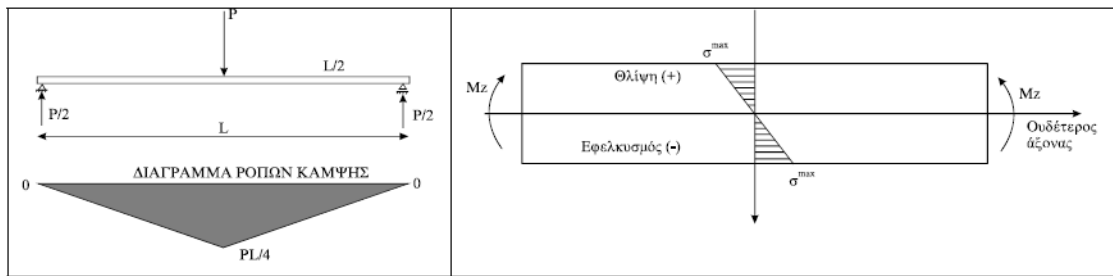 P
L/2
P/2
P/2
L
ΔΙΑΓΡΑΜΜΑ ΡΟΠΩΝ ΚΑΜΨΗΣ
0
0
PL/4
σmax
Θλίψη (+)
Mz
Mz
Ουδέτερος
άξονας
Εφελκυσμός (-)
σmax